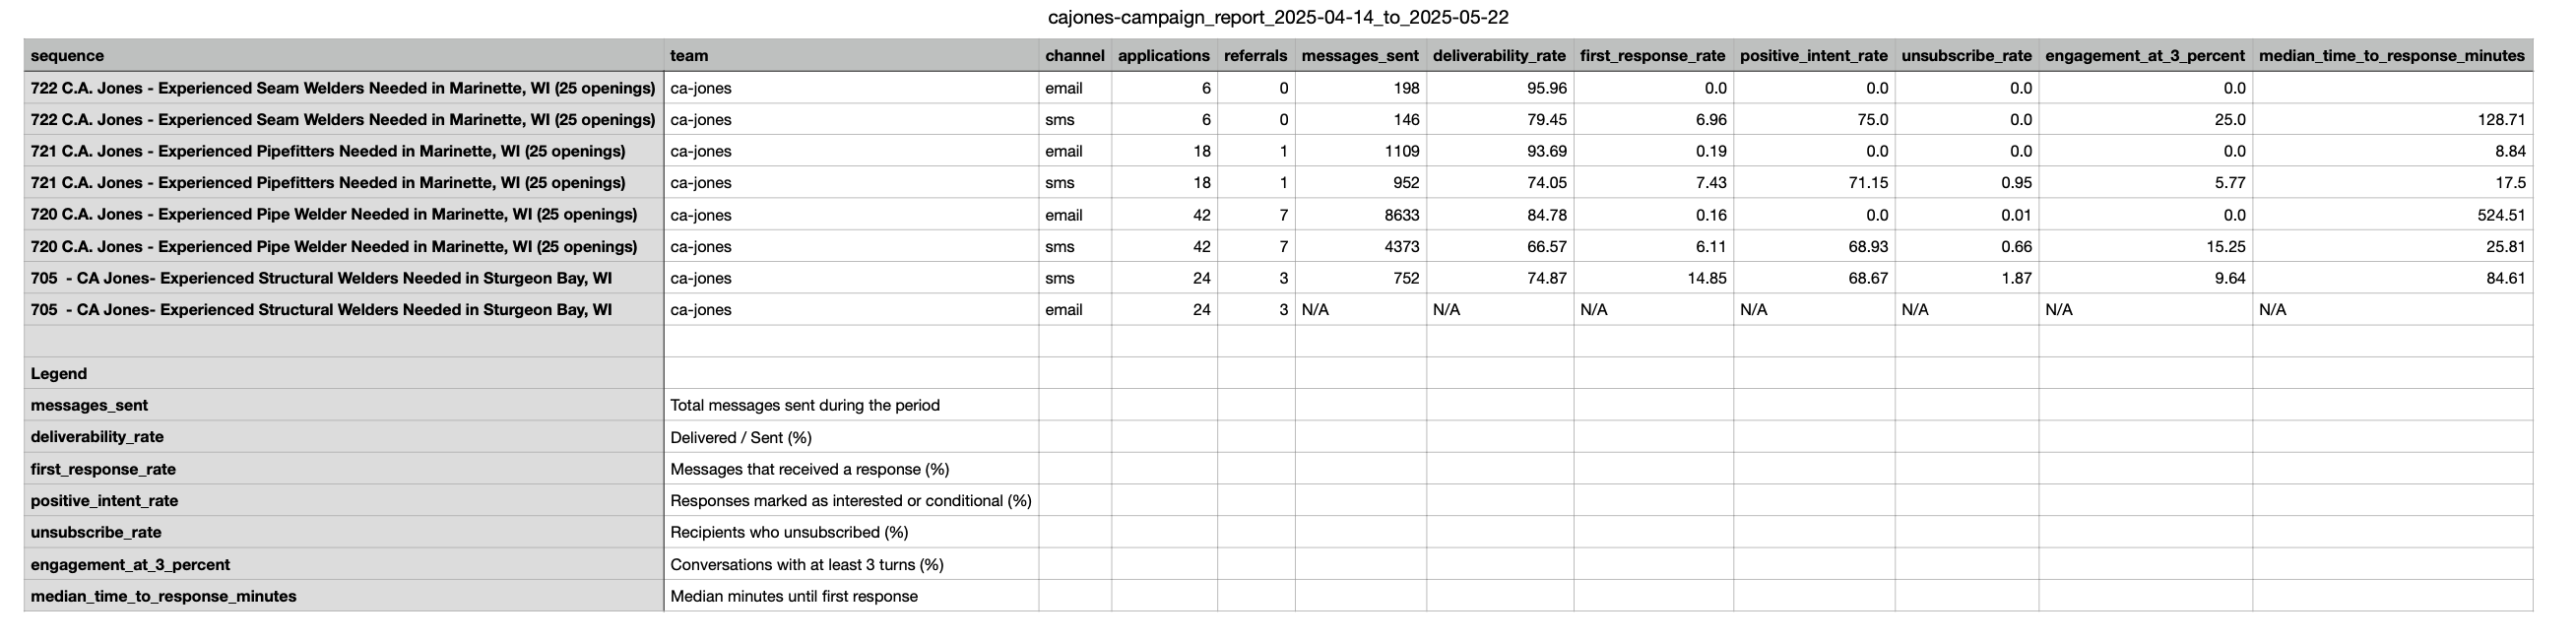 cajones-campaign_report_2025-04-14_to_2025-05-22
sequence team channel applications referrals messages_sent deliverability_rate first_response_rate positive_intent_rate unsubscribe_rate engagement_at_3_percent median_time_to_response_minutes
722 C.A. Jones - Experienced Seam Welders Needed in Marinette, WI (25 openings) ca-jones email 6 0 198 95.96 0.0 0.0 0.0 0.0
722 C.A. Jones - Experienced Seam Welders Needed in Marinette, WI (25 openings) ca-jones sms 6 0 146 79.45 6.96 75.0 0.0 25.0 128.71
721 C.A. Jones - Experienced Pipefitters Needed in Marinette, WI (25 openings) ca-jones email 18 1 1109 93.69 0.19 0.0 0.0 0.0 8.84
721 C.A. Jones - Experienced Pipefitters Needed in Marinette, WI (25 openings) ca-jones sms 18 1 952 74.05 7.43 71.15 0.95 5.77 17.5
720 C.A. Jones - Experienced Pipe Welder Needed in Marinette, WI (25 openings) ca-jones email 42 7 8633 84.78 0.16 0.0 0.01 0.0 524.51
720 C.A. Jones - Experienced Pipe Welder Needed in Marinette, WI (25 openings) ca-jones sms 42 7 4373 66.57 6.11 68.93 0.66 15.25 25.81
705  - CA Jones- Experienced Structural Welders Needed in Sturgeon Bay, WI ca-jones sms 24 3 752 74.87 14.85 68.67 1.87 9.64 84.61
705  - CA Jones- Experienced Structural Welders Needed in Sturgeon Bay, WI ca-jones email 24 3 N/A N/A N/A N/A N/A N/A N/A
Legend
messages_sent Total messages sent during the period
deliverability_rate Delivered / Sent (%)
first_response_rate Messages that received a response (%)
positive_intent_rate Responses marked as interested or conditional (%)
unsubscribe_rate Recipients who unsubscribed (%)
engagement_at_3_percent Conversations with at least 3 turns (%)
median_time_to_response_minutes Median minutes until first response